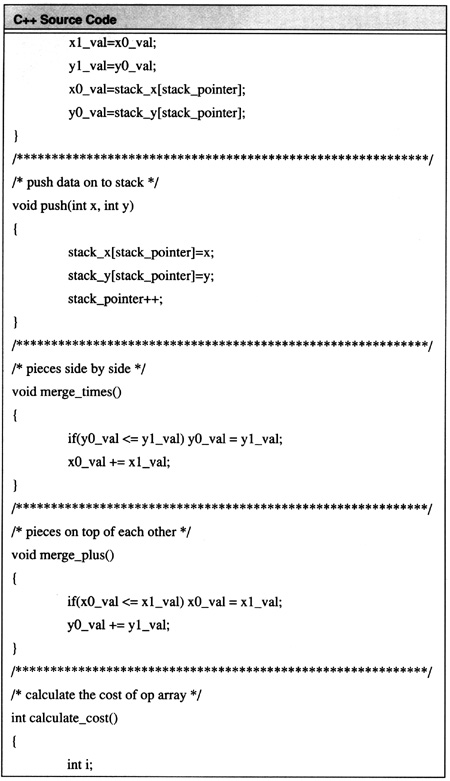 C++ Source Code
x1_val=x0_val;
y1_val=y0_val;
x0_val=stack_x[stack_pointer];
y0_val=stack_y[stack_pointer];
}
/***********************************************************/
/* push data on to stack */
void push(int x, int y)
{
stack_x[stack_pointer]=x;
stack_y[stack_pointer]=y;
stack_pointer++;
}
/***********************************************************/
/* pieces side by side */
void merge_times()
{
if(y0_val <= y1_val) y0_val = y1_val;
x0_val += x1_val;
}
/***********************************************************/
/* pieces on top of each other */
void merge_plus()
{
if(x0_val <= x1_val) x0_val = x1_val;
y0_val += y1_val;
}
/***********************************************************/
/* calculate the cost of op array */
int calculate_cost()
{
int i;